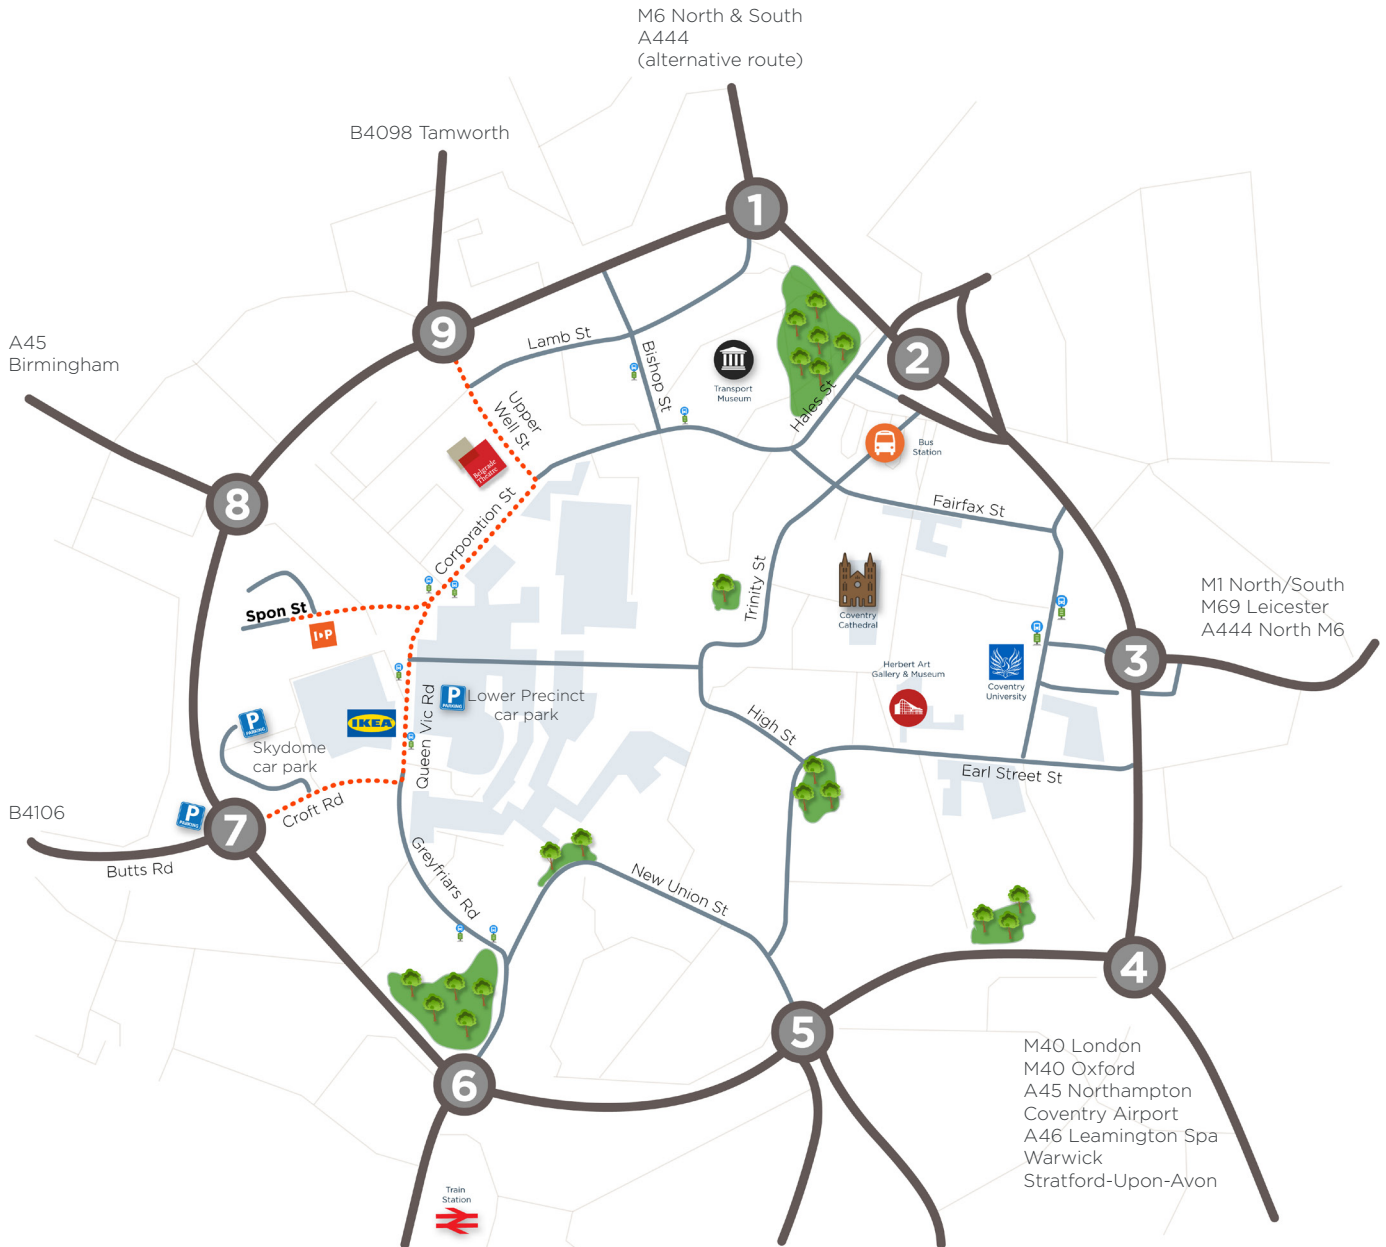 M6 North & South
A444
(alternative route)
B4098 Tamworth
1
9
A45
Birmingham
Lamb St
Bishop St
Transport
Museum
2
Hales St
Upper
Well St
Belgrade
Theatre
Bus
Station
8
Corporation St
Fairfax St
Trinity St
Coventry
Cathedral
M1 North/South
M69 Leicester
A444 North M6
Spon St
I P
3
Herbert Art
Gallery & Museum
Coventry
University
P
PARKING
Lower Precinct
car park
Queen Vic Rd
IKEA
P
PARKING
Skydome
car park
High St
Earl Street St
B4106
P
PARKING
7
Croft Rd
Butts Rd
Greyfriars Rd
New Union St
4
5
6
M40 London
M40 Oxford
A45 Northampton
Coventry Airport
A46 Leamington Spa
Warwick
Stratford-Upon-Avon
Train
Station